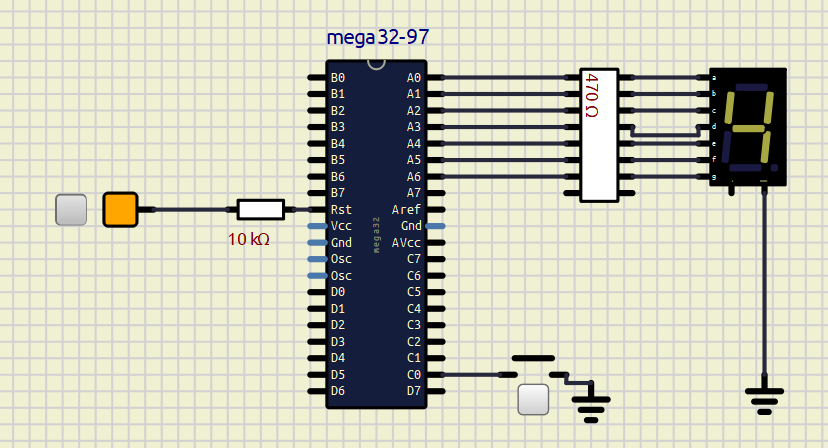 mega32-97
B0 A0
B1 A1
B2 A2
B3 A3
B4 A4
B5 A5
B6 A6
B7 A7
Rst Aref
Vcc Gnd
Gnd AVcc
Osc C7
Osc C6
D0 C5
D1 C4
D2 C3
D3 C2
D4 C1
D5 C0
D6 D7
mega32
10 kΩ
470 Ω
a
b
c
d
e
f
g